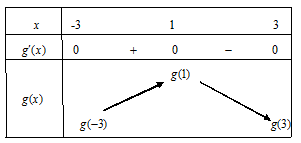 x -3 1 3
g'(x) 0 + 0 − 0
g(1)
g(x)
g(−3) g(3)